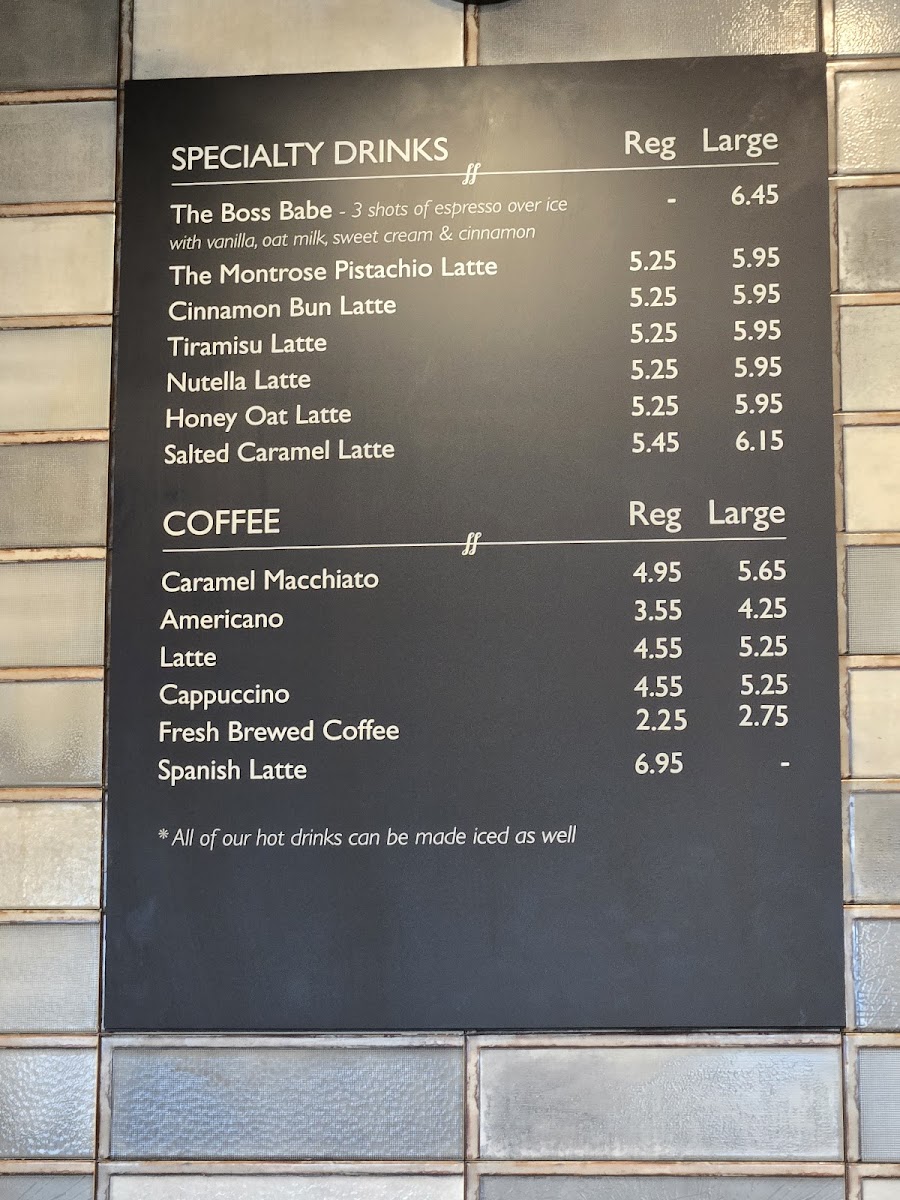 SPECIALTY DRINKS Reg Large
The Boss Babe - 3 shots of espresso over ice - 6.45
with vanilla, oat milk, sweet cream & cinnamon
The Montrose Pistachio Latte 5.25 5.95
Cinnamon Bun Latte 5.25 5.95
Tiramisu Latte 5.25 5.95
Nutella Latte 5.25 5.95
Honey Oat Latte 5.25 5.95
Salted Caramel Latte 5.45 6.15
COFFEE Reg Large
Caramel Macchiato 4.95 5.65
Americano 3.55 4.25
Latte 4.55 5.25
Cappuccino 4.55 5.25
Fresh Brewed Coffee 2.25 2.75
Spanish Latte 6.95 -
* All of our hot drinks can be made iced as well